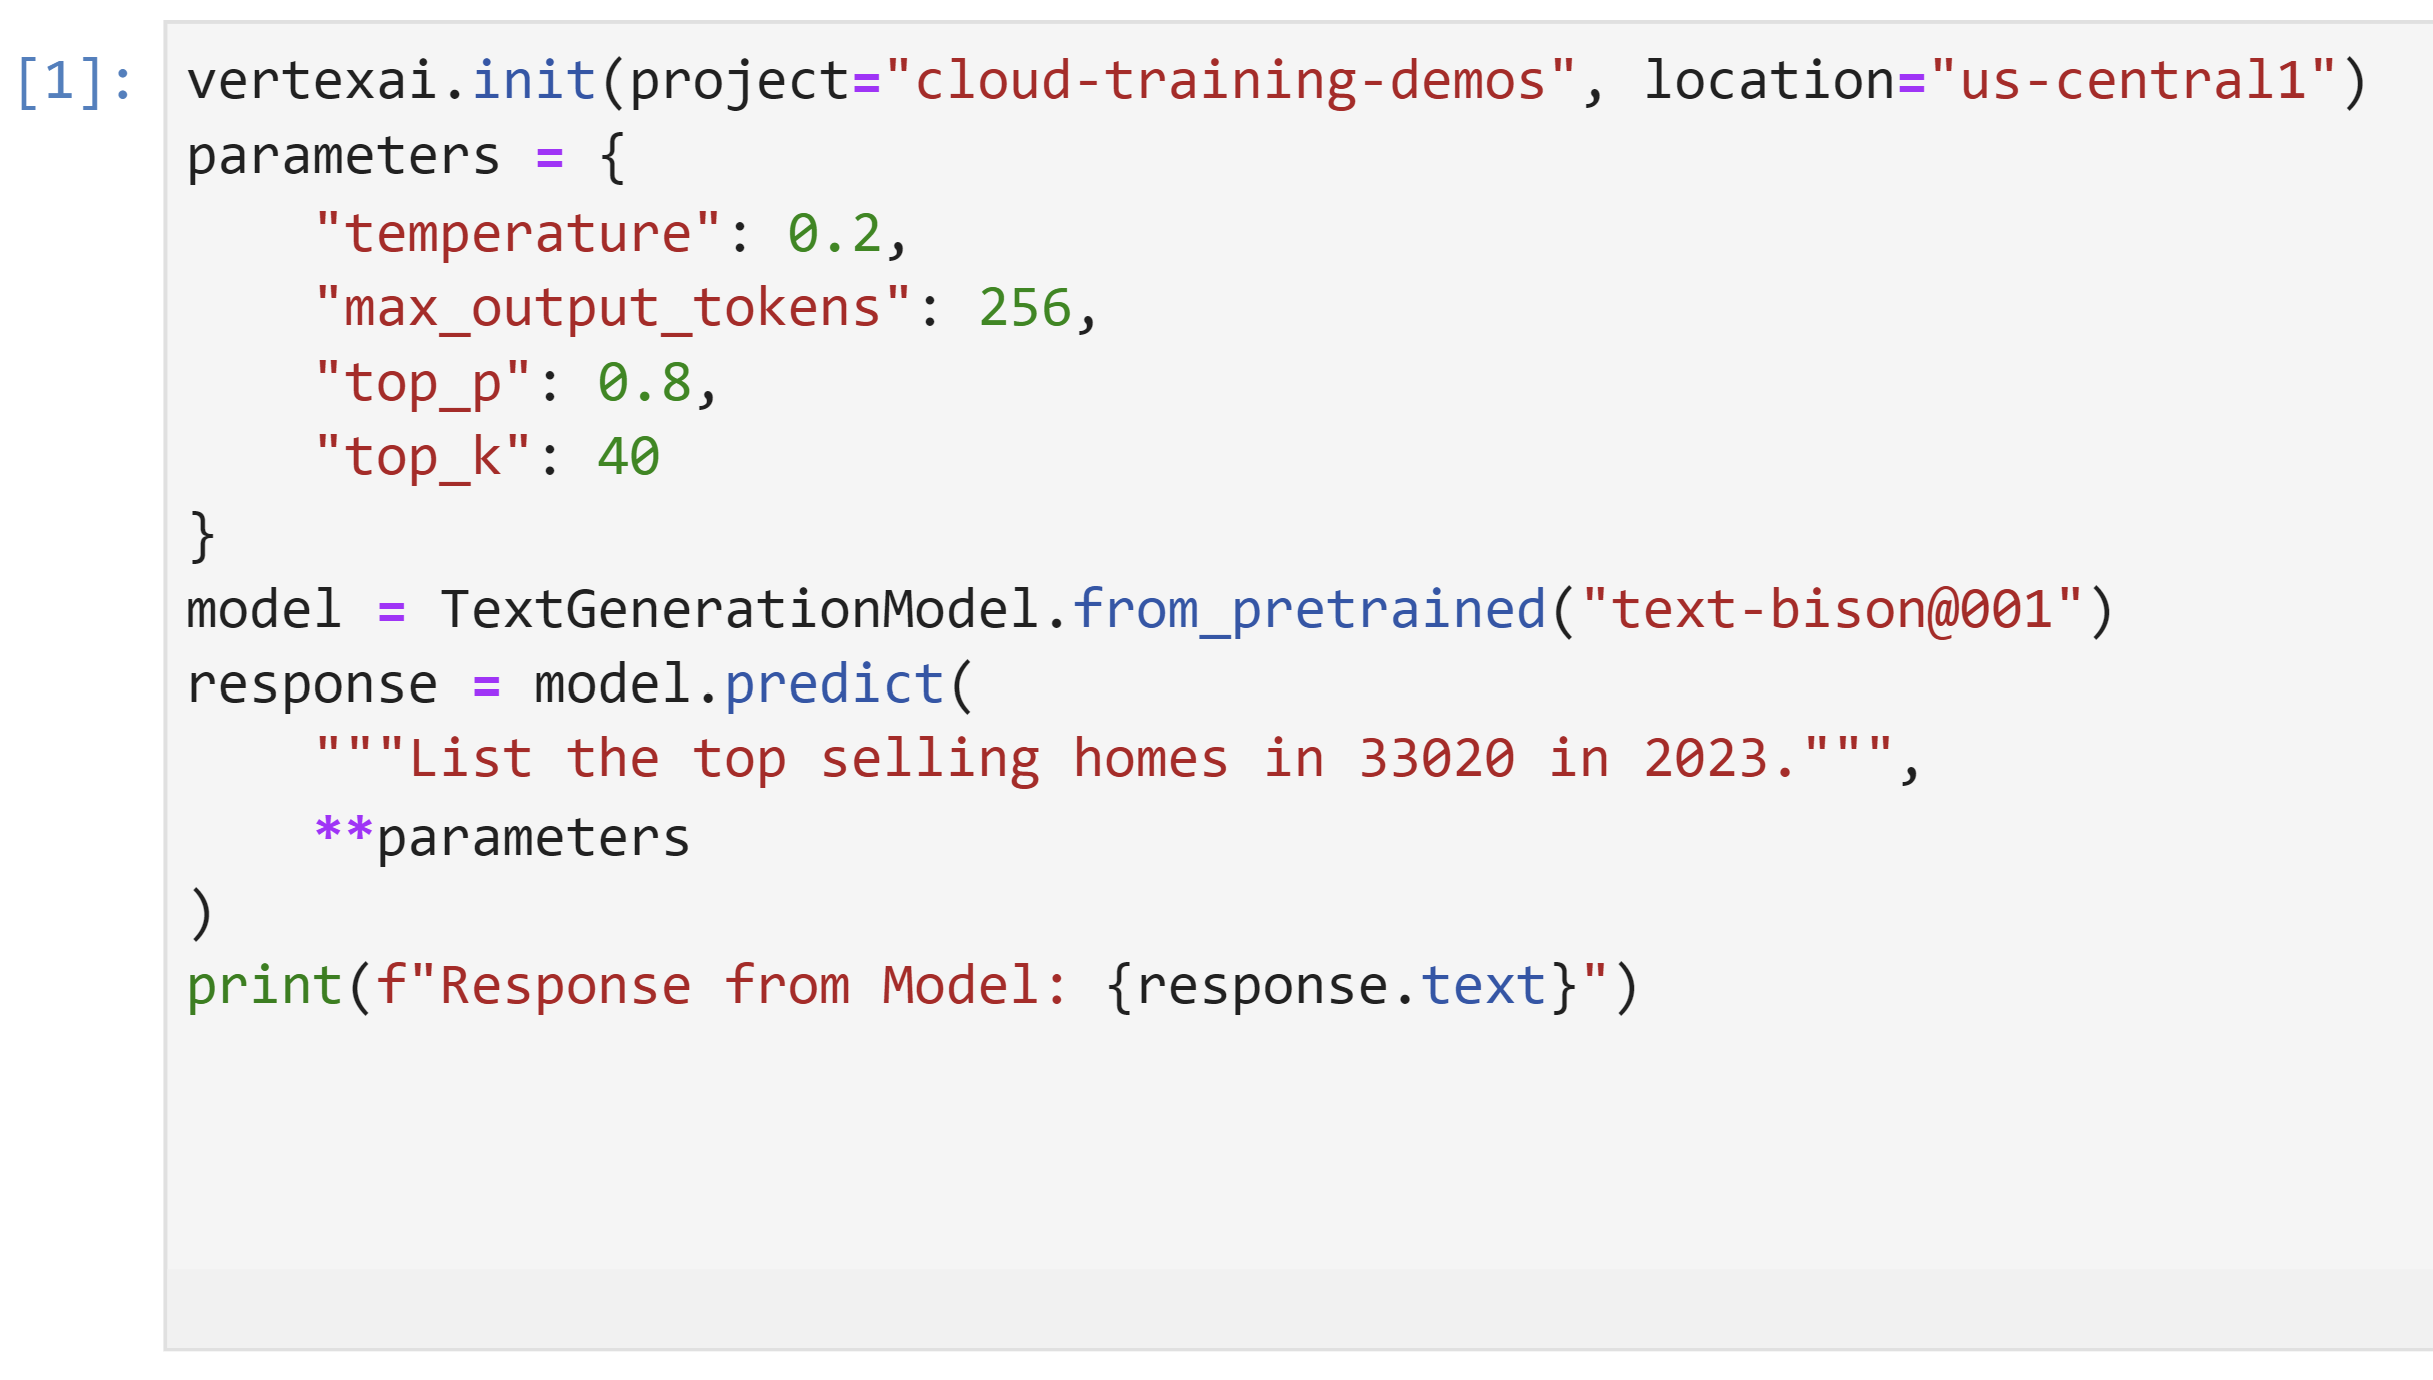 [1]: vertexai.init(project="cloud-training-demos", location="us-central1")
parameters = {
    "temperature": 0.2,
    "max_output_tokens": 256,
    "top_p": 0.8,
    "top_k": 40
}
model = TextGenerationModel.from_pretrained("text-bison@001")
response = model.predict(
    """List the top selling homes in 33020 in 2023.""",
    **parameters
)
print(f"Response from Model: {response.text}")